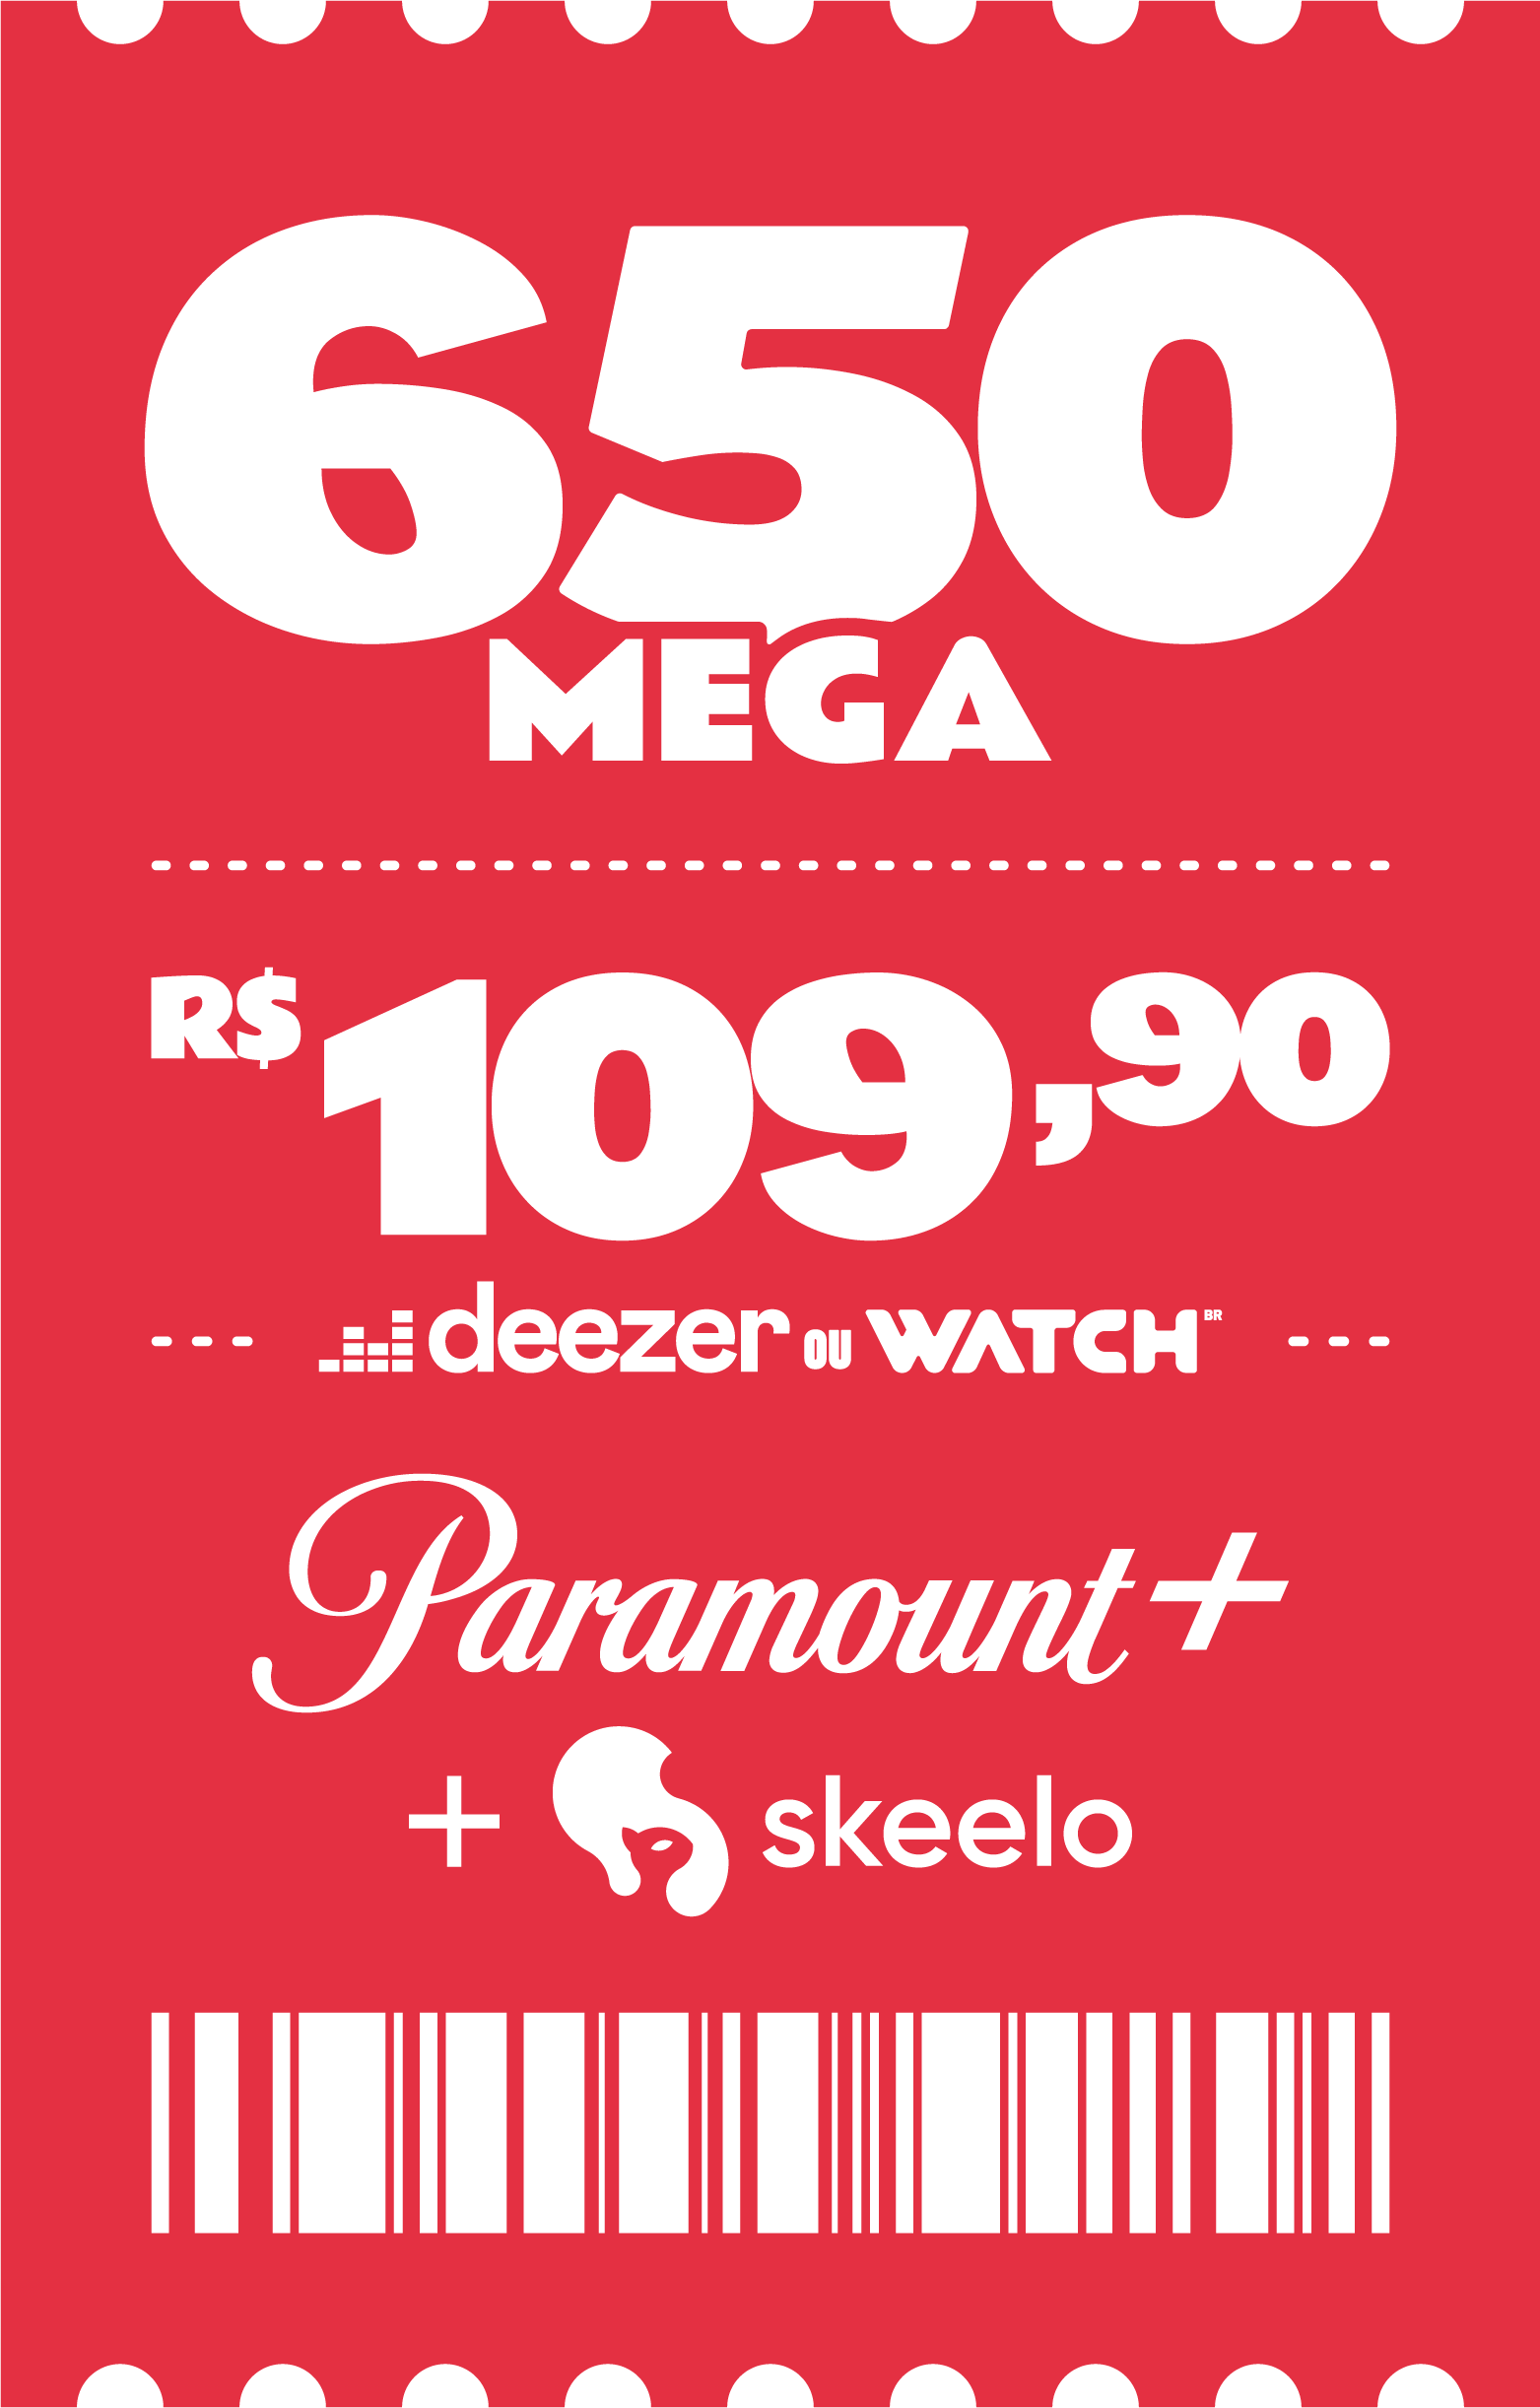 650
MEGA
R$109,90
deezer ou WATCH BR
Paramount+
+ skeelo